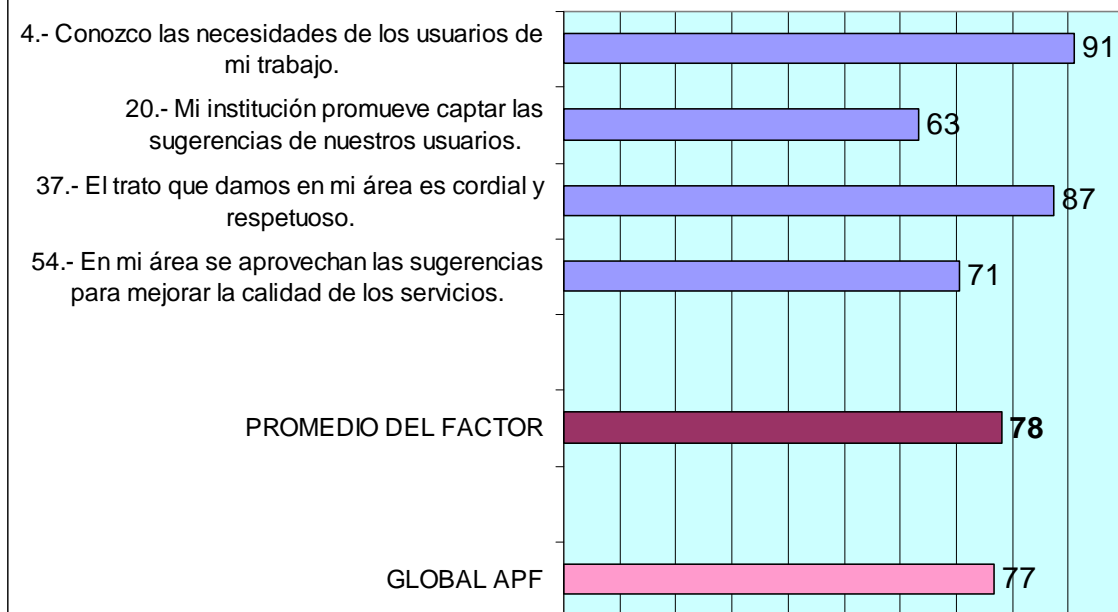 4.- Conozco las necesidades de los usuarios de
mi trabajo.
91
20.- Mi institución promueve captar las
sugerencias de nuestros usuarios.
63
37.- El trato que damos en mi área es cordial y
respetuoso.
87
54.- En mi área se aprovechan las sugerencias
para mejorar la calidad de los servicios.
71
PROMEDIO DEL FACTOR
78
GLOBAL APF
77